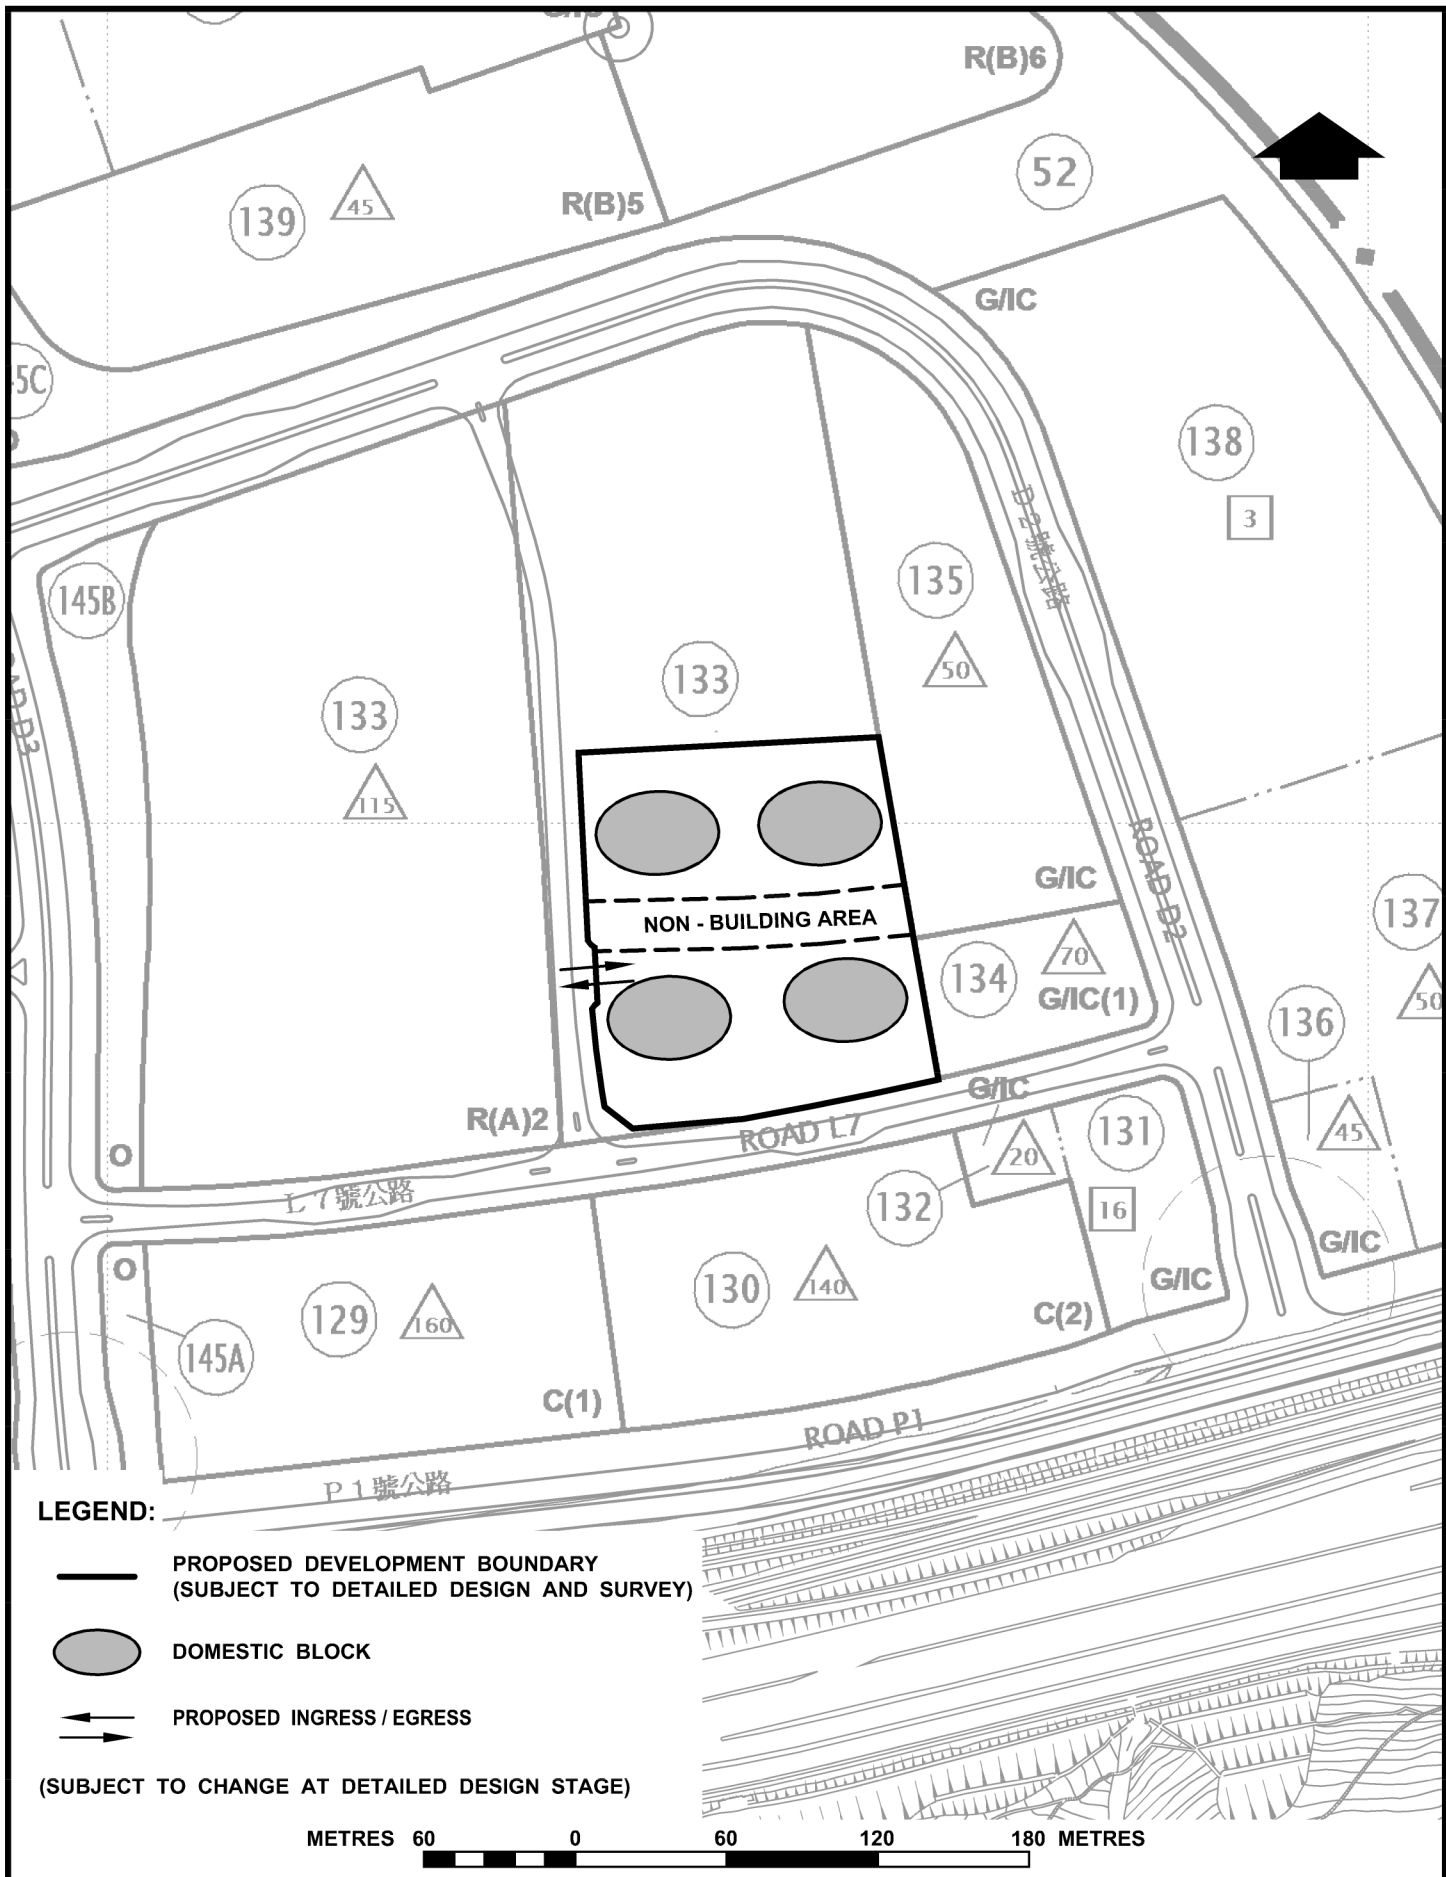 R(B)6
52
139
45
R(B)5
G/IC
5C
138
3
D 2 號公路
145B
135
50
133
133
115
ROAD D2
G/IC
137
50
NON - BUILDING AREA
134
70
G/IC(1)
136
45
R(A)2
G/IC
ROAD L7
131
20
O
132
16
L 7 號公路
G/IC
G/IC
O
130
140
129
160
C(2)
145A
C(1)
ROAD P1
P 1 號公路
LEGEND:
PROPOSED DEVELOPMENT BOUNDARY
(SUBJECT TO DETAILED DESIGN AND SURVEY)
DOMESTIC BLOCK
PROPOSED INGRESS / EGRESS
(SUBJECT TO CHANGE AT DETAILED DESIGN STAGE)
METRES 60 0 60 120 180 METRES